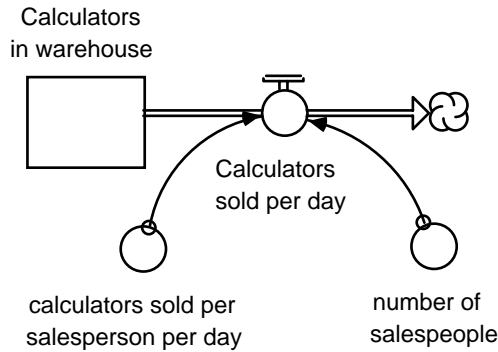 Calculators
in warehouse
Calculators
sold per day
calculators sold per
salesperson per day
number of
salespeople